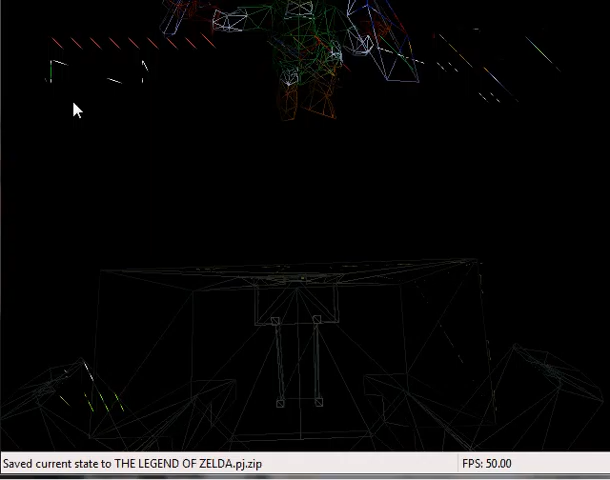 Saved current state to THE LEGEND OF ZELDA.pj.zip
FPS: 50.00